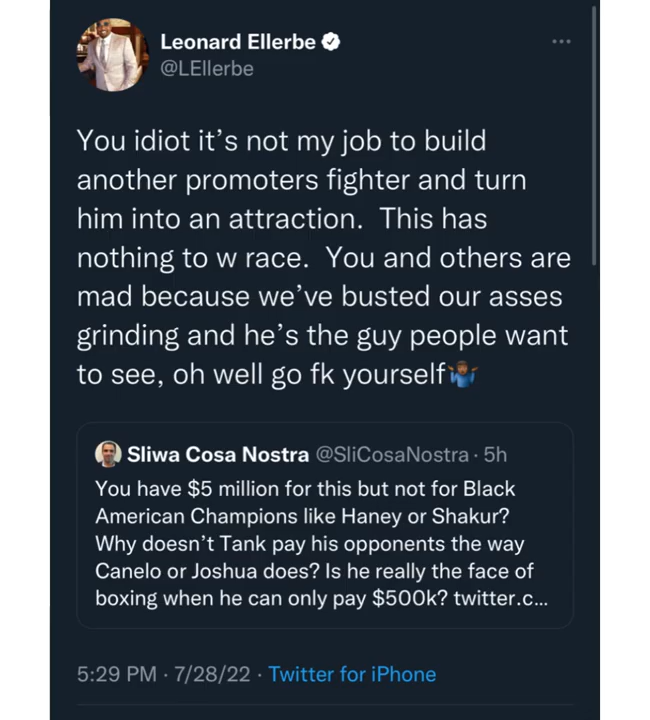 Leonard Ellerbe
@LEllerbe
You idiot it's not my job to build
another promoters fighter and turn
him into an attraction.  This has
nothing to w race.  You and others are
mad because we've busted our asses
grinding and he's the guy people want
to see, oh well go fk yourself🤷🏾‍♂️
Sliwa Cosa Nostra @SliCosaNostra · 5h
You have $5 million for this but not for Black
American Champions like Haney or Shakur?
Why doesn't Tank pay his opponents the way
Canelo or Joshua does? Is he really the face of
boxing when he can only pay $500k? twitter.c...
5:29 PM · 7/28/22 · Twitter for iPhone